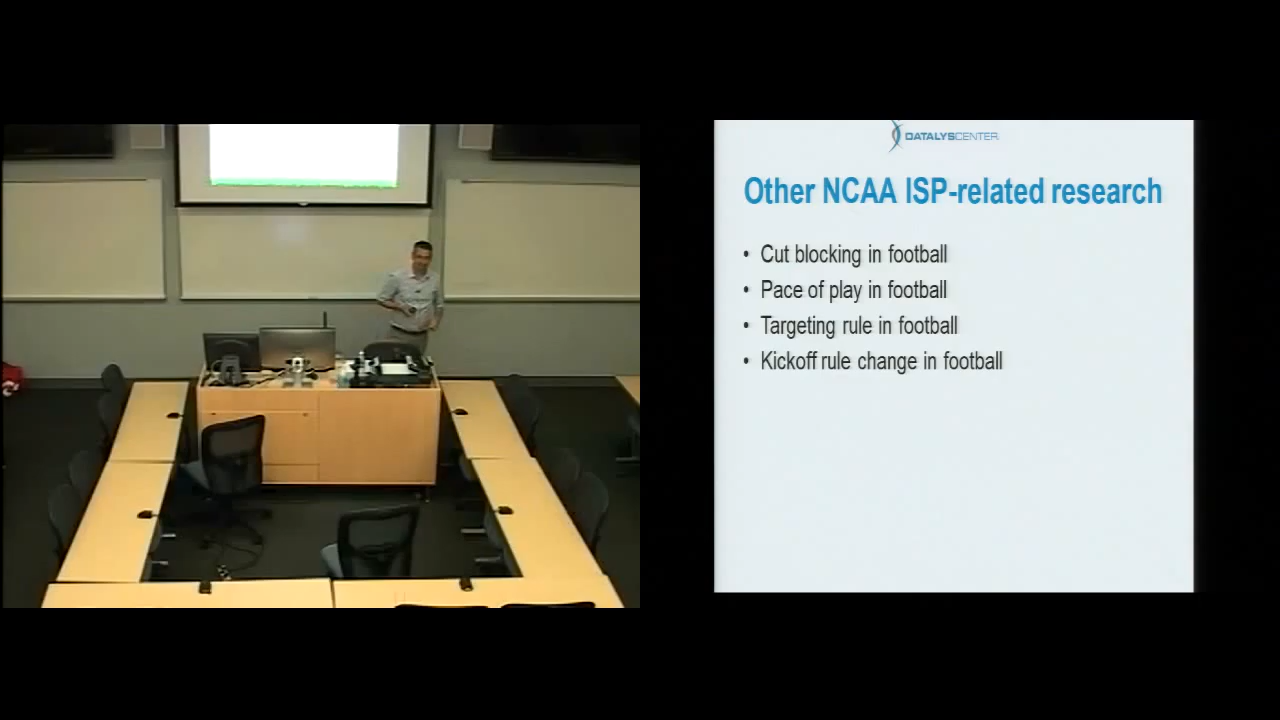 DATALYSCENTER
Other NCAA ISP-related research
• Cut blocking in football
• Pace of play in football
• Targeting rule in football
• Kickoff rule change in football